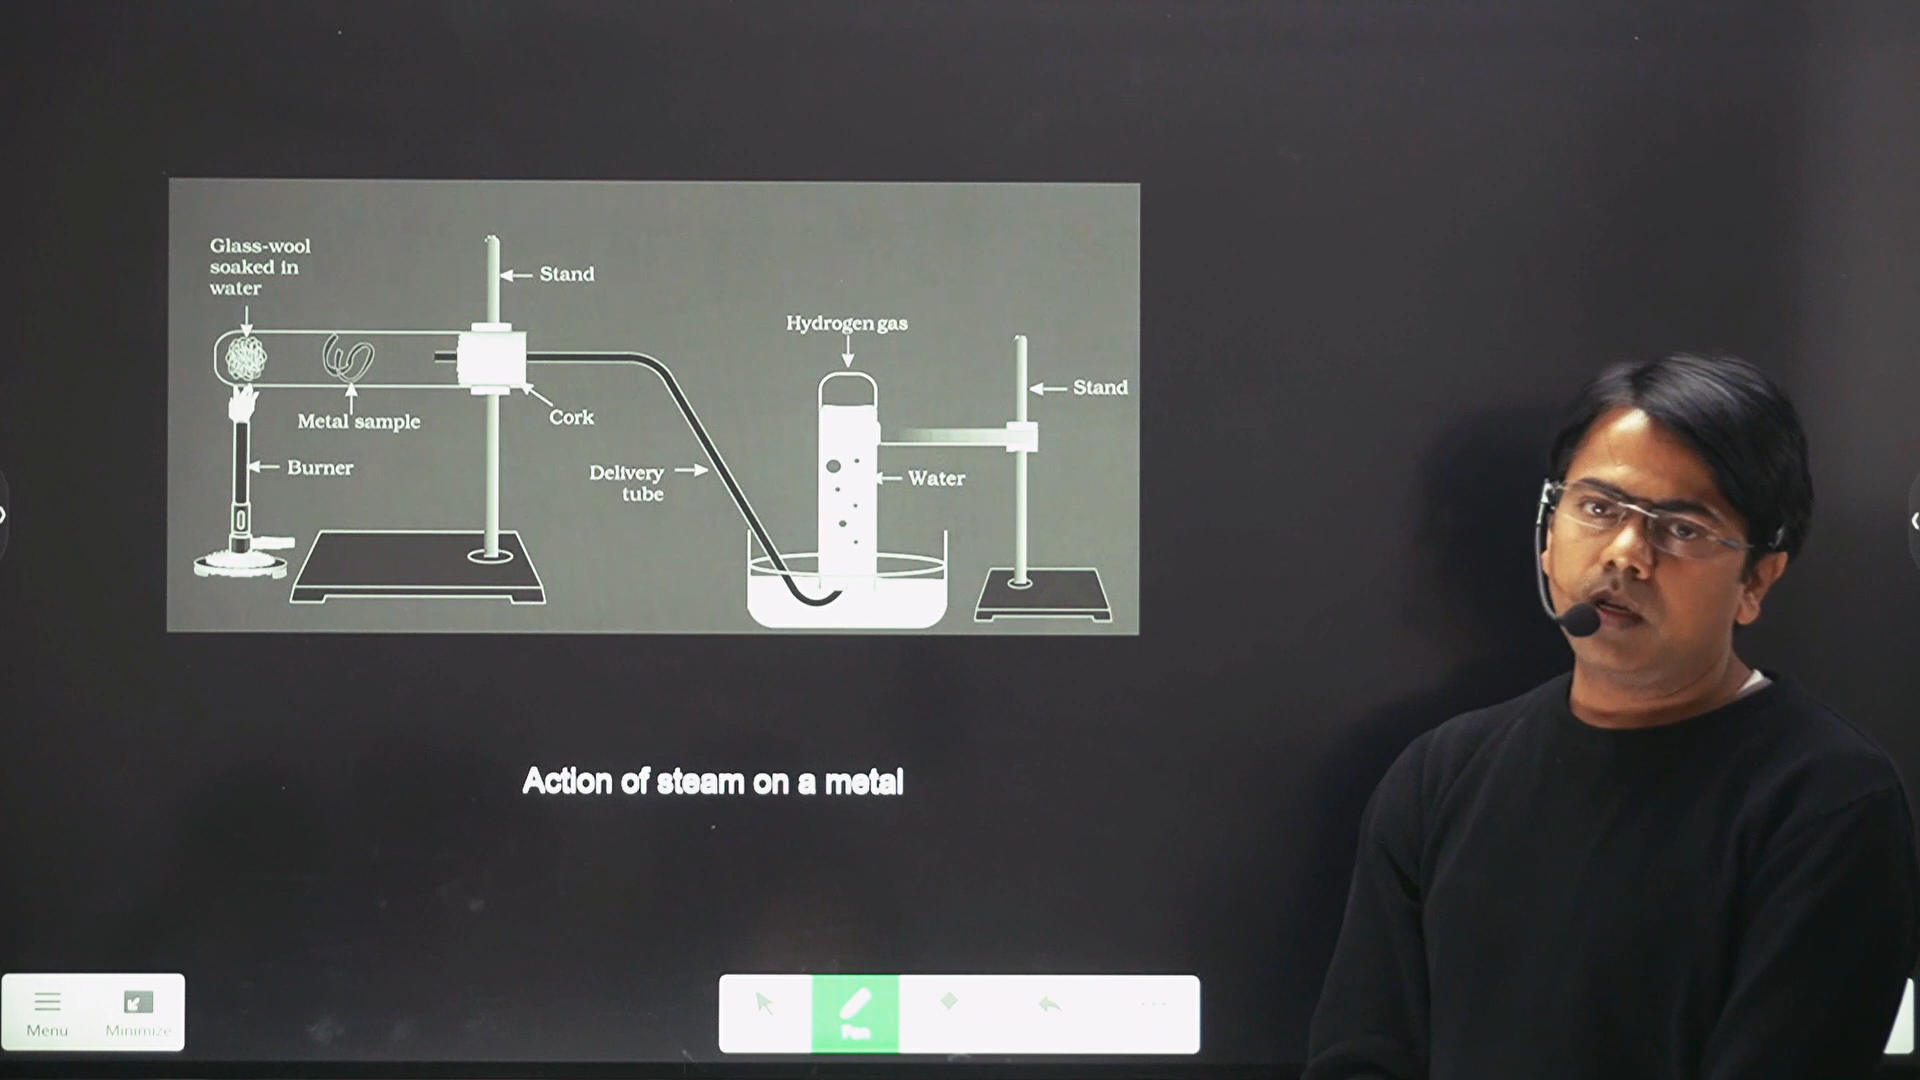 Glass-wool
soaked in
water
Stand
Hydrogen gas
Stand
Metal sample
Cork
Burner
Delivery
tube
Water
Action of steam on a metal
Menu
Minimize
Pen